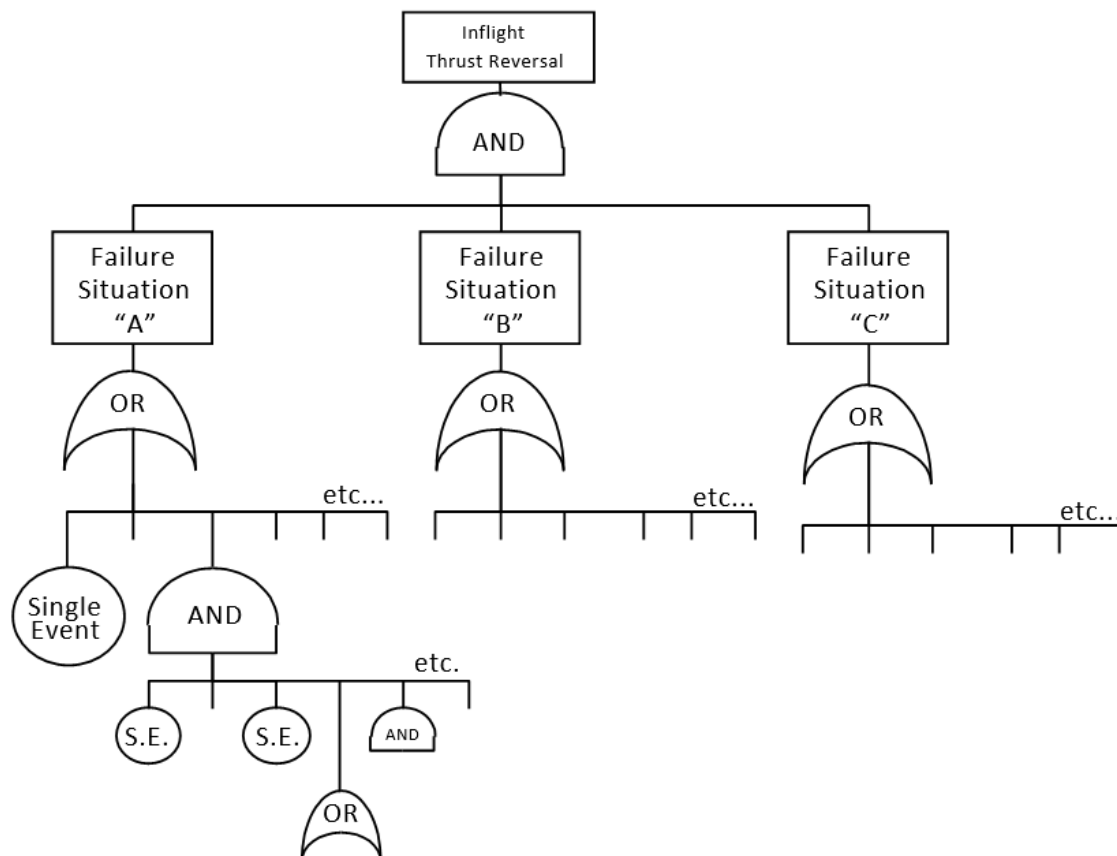 Inflight
Thrust Reversal
AND
Failure
Situation
“A”
Failure
Situation
“B”
Failure
Situation
“C”
OR
OR
OR
etc...
etc...
etc...
Single
Event
AND
etc.
S.E.
S.E.
AND
OR